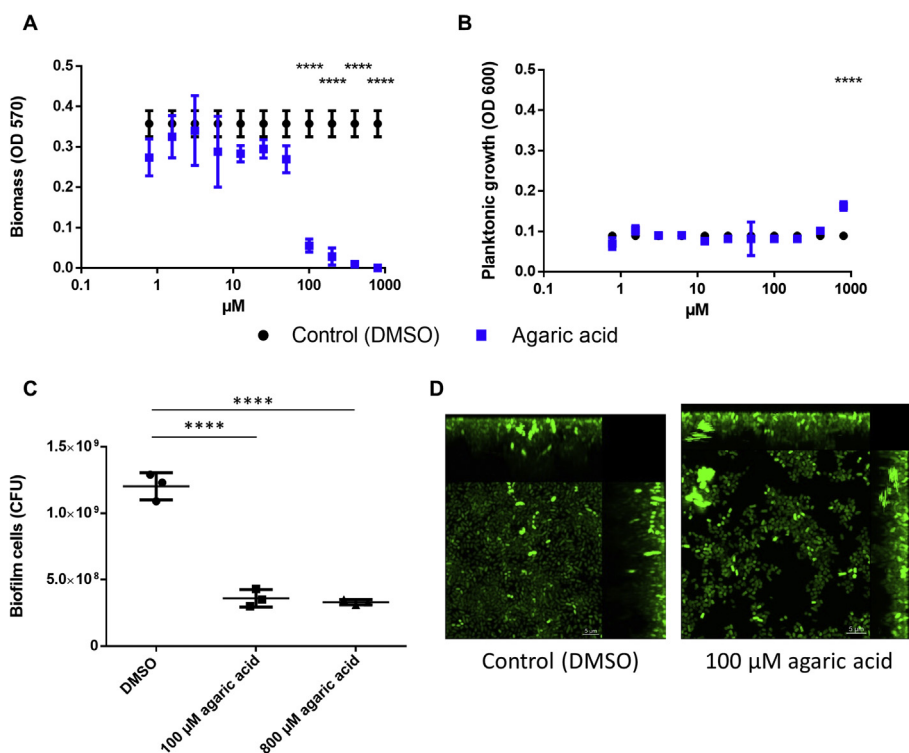 A
B
**** ****
**** ****
****
0.5
0.4
0.3
0.2
0.1
0.0
Biomass (OD 570)
0.1 1 10 100 1000
µM
0.5
0.4
0.3
0.2
0.1
0.0
Planktonic growth (OD 600)
0.1 1 10 100 1000
µM
Control (DMSO) Agaric acid
C
D
****
****
1.5×10⁹
1.0×10⁹
5.0×10⁸
0
Biofilm cells (CFU)
DMSO
100 µM agaric acid
800 µM agaric acid
5 µm
5 µm
Control (DMSO)
100 µM agaric acid